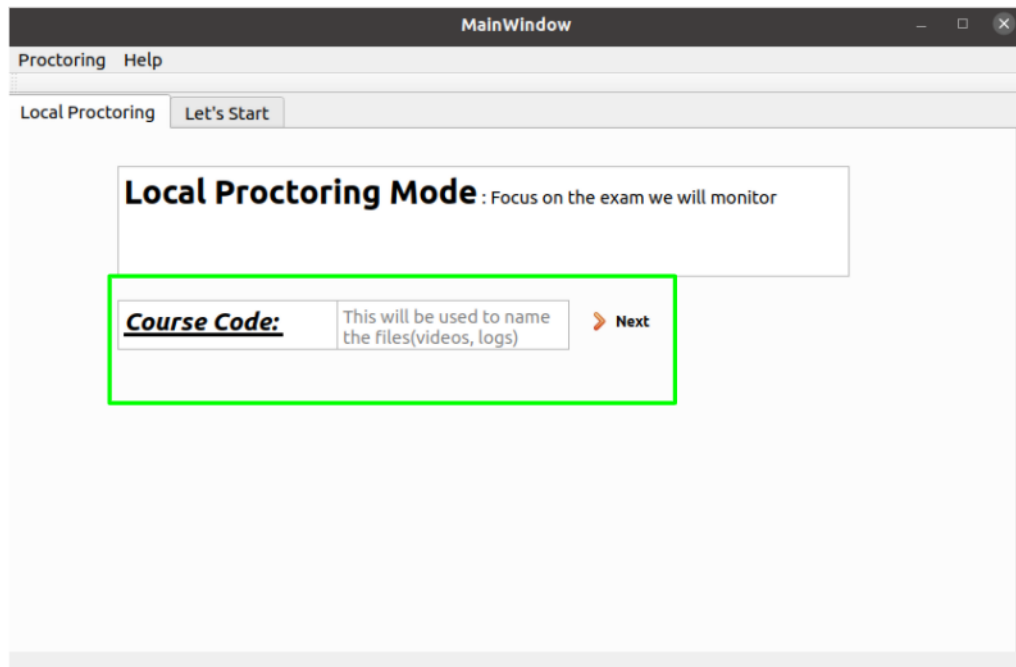 MainWindow
Proctoring Help
Local Proctoring Let's Start
Local Proctoring Mode : Focus on the exam we will monitor
Course Code:
This will be used to name
the files(videos, logs)
Next